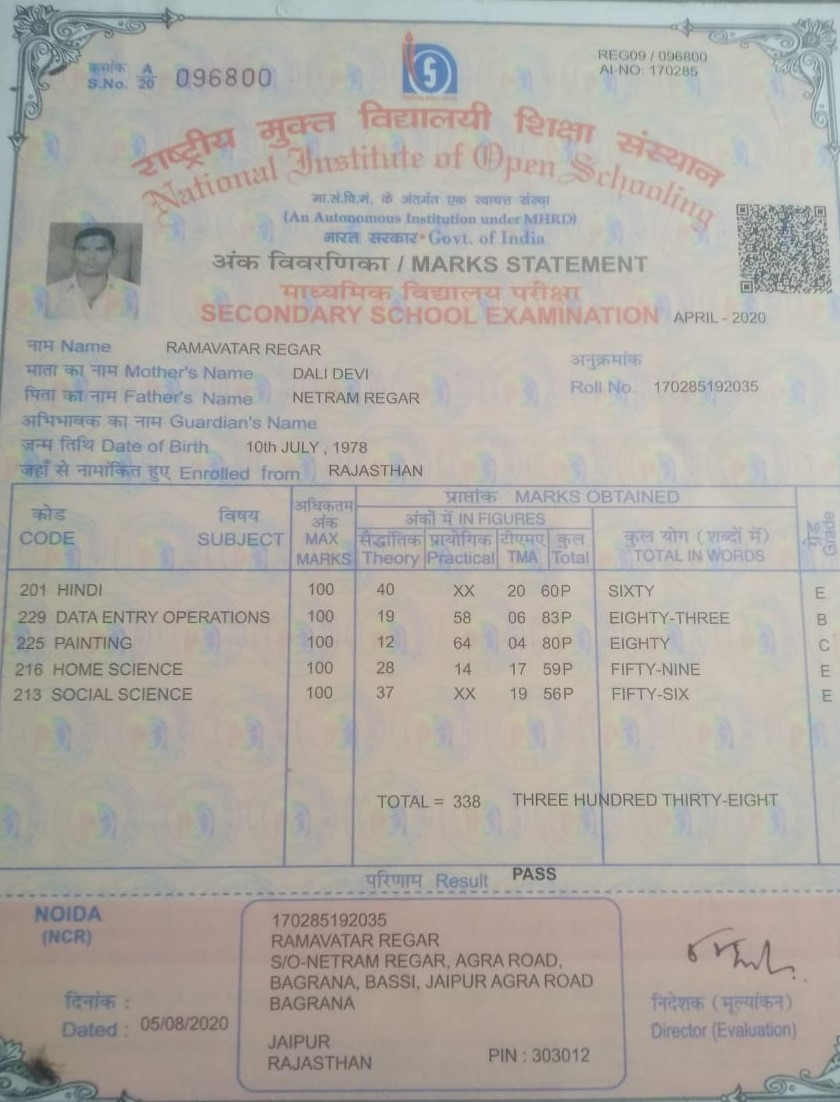 क्रमांक A REG09 / 096800
S.No. 20 096800 AI-NO: 170285
S
राष्ट्रीय मुक्त विद्यालयी शिक्षा संस्थान
National Institute of Open Schooling
मा.सं.वि.मं. के अंतर्गत एक स्वायत्त संस्था
(An Autonomous Institution under MHRD)
भारत सरकार • Govt. of India
अंक विवरणिका / MARKS STATEMENT
माध्यमिक विद्यालय परीक्षा
SECONDARY SCHOOL EXAMINATION APRIL - 2020
नाम Name RAMAVATAR REGAR अनुक्रमांक
माता का नाम Mother's Name DALI DEVI Roll No. 170285192035
पिता का नाम Father's Name NETRAM REGAR
अभिभावक का नाम Guardian's Name
जन्म तिथि Date of Birth 10th JULY , 1978
जहाँ से नामांकित हुए Enrolled from RAJASTHAN
प्राप्तांक MARKS OBTAINED
कोड विषय अधिकतम अंक अंकों में IN FIGURES कुल योग (शब्दों में) ग्रेड
CODE SUBJECT MAX MARKS सैद्धांतिक प्रायोगिक टीएमए कुल TOTAL IN WORDS Grade
Theory Practical TMA Total
201 HINDI 100 40 XX 20 60P SIXTY E
229 DATA ENTRY OPERATIONS 100 19 58 06 83P EIGHTY-THREE B
225 PAINTING 100 12 64 04 80P EIGHTY C
216 HOME SCIENCE 100 28 14 17 59P FIFTY-NINE E
213 SOCIAL SCIENCE 100 37 XX 19 56P FIFTY-SIX E
TOTAL = 338 THREE HUNDRED THIRTY-EIGHT
परिणाम Result PASS
NOIDA
(NCR)
दिनांक :
Dated : 05/08/2020
170285192035
RAMAVATAR REGAR
S/O-NETRAM REGAR, AGRA ROAD,
BAGRANA, BASSI, JAIPUR AGRA ROAD
BAGRANA
JAIPUR
RAJASTHAN PIN : 303012
निदेशक (मूल्यांकन)
Director (Evaluation)